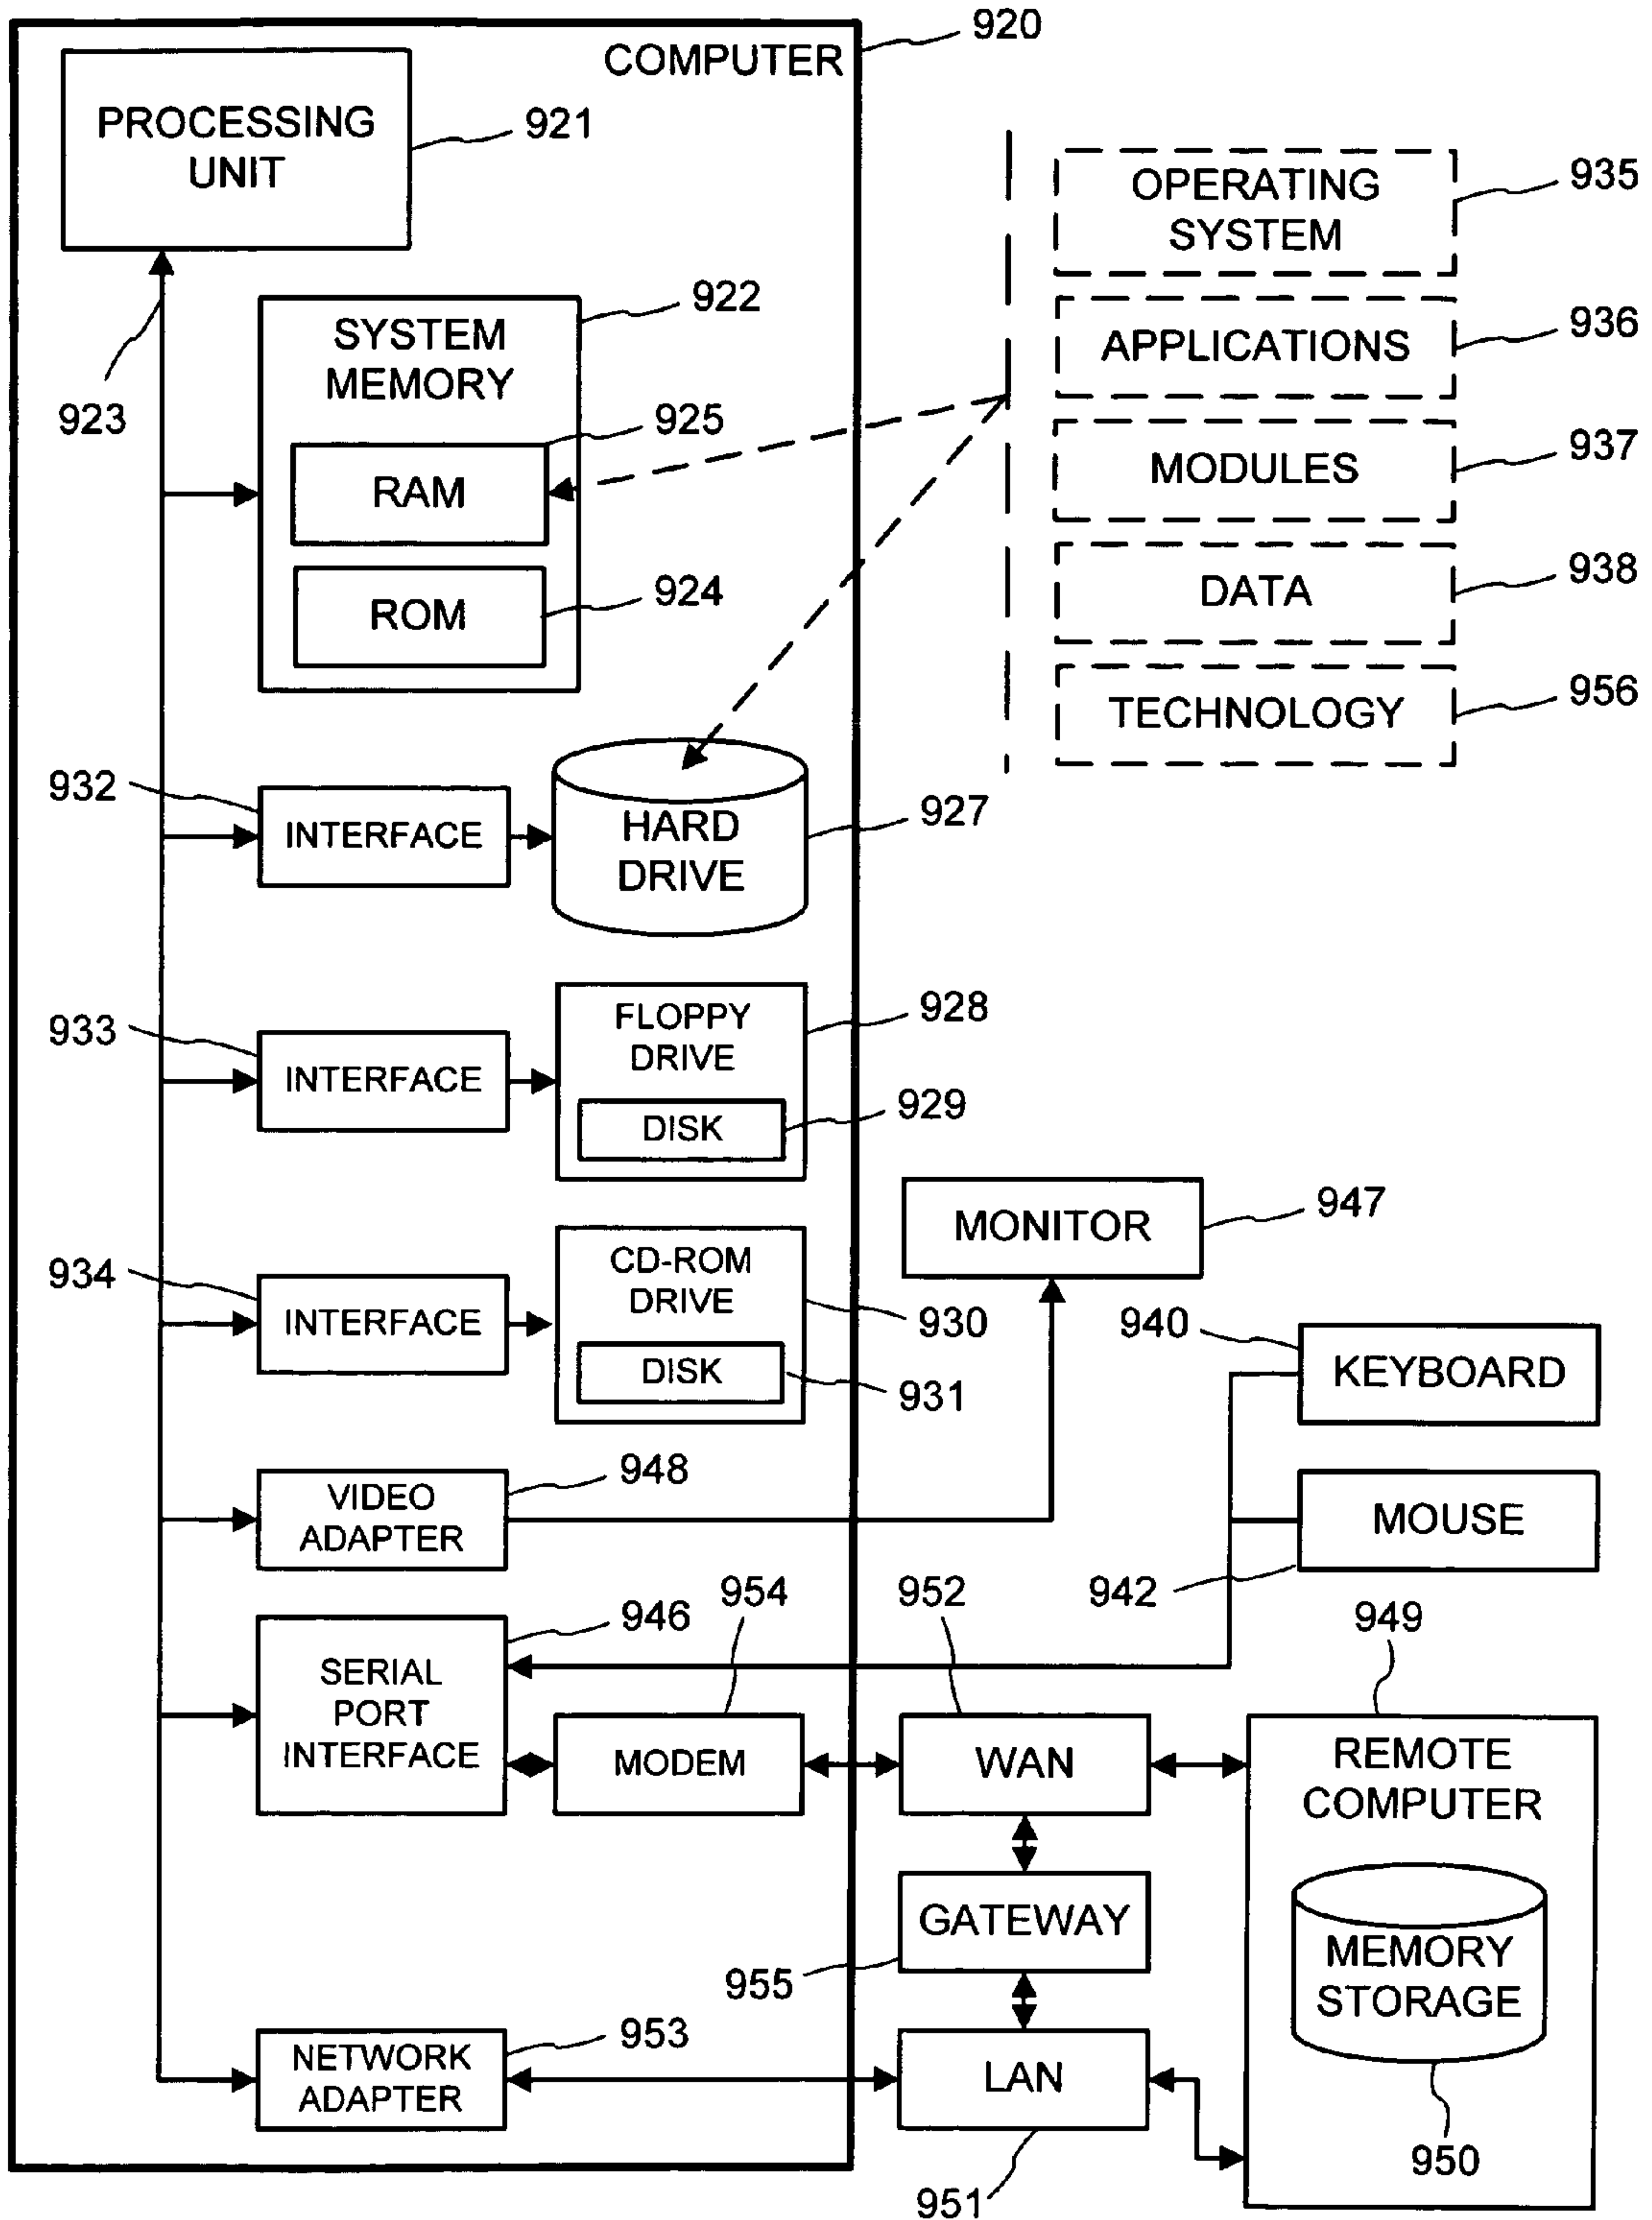 920
COMPUTER
PROCESSING
UNIT
921
OPERATING
SYSTEM
935
922
SYSTEM
MEMORY
923
APPLICATIONS
936
925
RAM
MODULES
937
924
ROM
DATA
938
TECHNOLOGY
956
932
INTERFACE
HARD
DRIVE
927
933
INTERFACE
FLOPPY
DRIVE
928
DISK
929
MONITOR
947
934
INTERFACE
CD-ROM
DRIVE
930
DISK
931
940
KEYBOARD
VIDEO
ADAPTER
948
MOUSE
942
946
954
952
949
SERIAL
PORT
INTERFACE
MODEM
WAN
REMOTE
COMPUTER
GATEWAY
955
MEMORY
STORAGE
950
NETWORK
ADAPTER
953
LAN
951